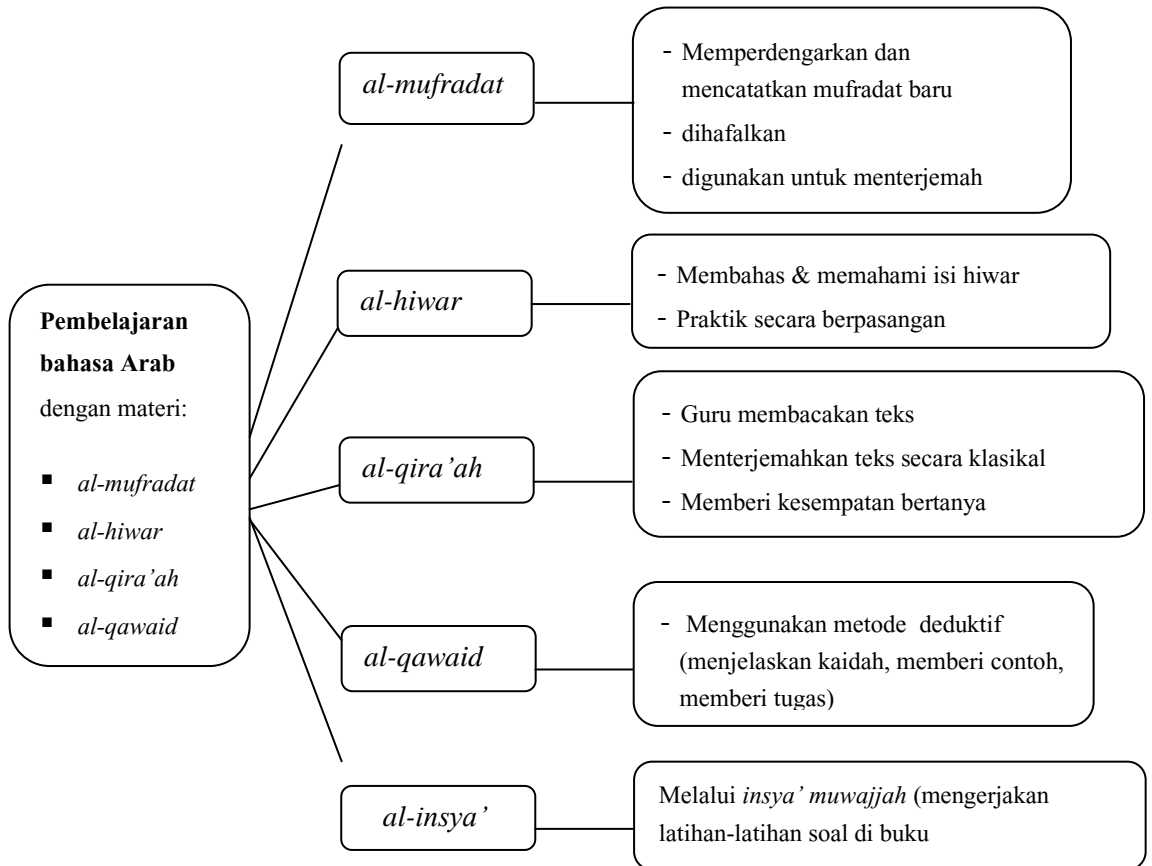 Pembelajaran
bahasa Arab
dengan materi:
▪ al-mufradat
▪ al-hiwar
▪ al-qira’ah
▪ al-qawaid
al-mufradat
- Memperdengarkan dan
mencatatkan mufradat baru
- dihafalkan
- digunakan untuk menterjemah
al-hiwar
- Membahas & memahami isi hiwar
- Praktik secara berpasangan
al-qira’ah
- Guru membacakan teks
- Menterjemahkan teks secara klasikal
- Memberi kesempatan bertanya
al-qawaid
- Menggunakan metode deduktif
(menjelaskan kaidah, memberi contoh,
memberi tugas)
al-insya’
Melalui insya’ muwajjah (mengerjakan
latihan-latihan soal di buku